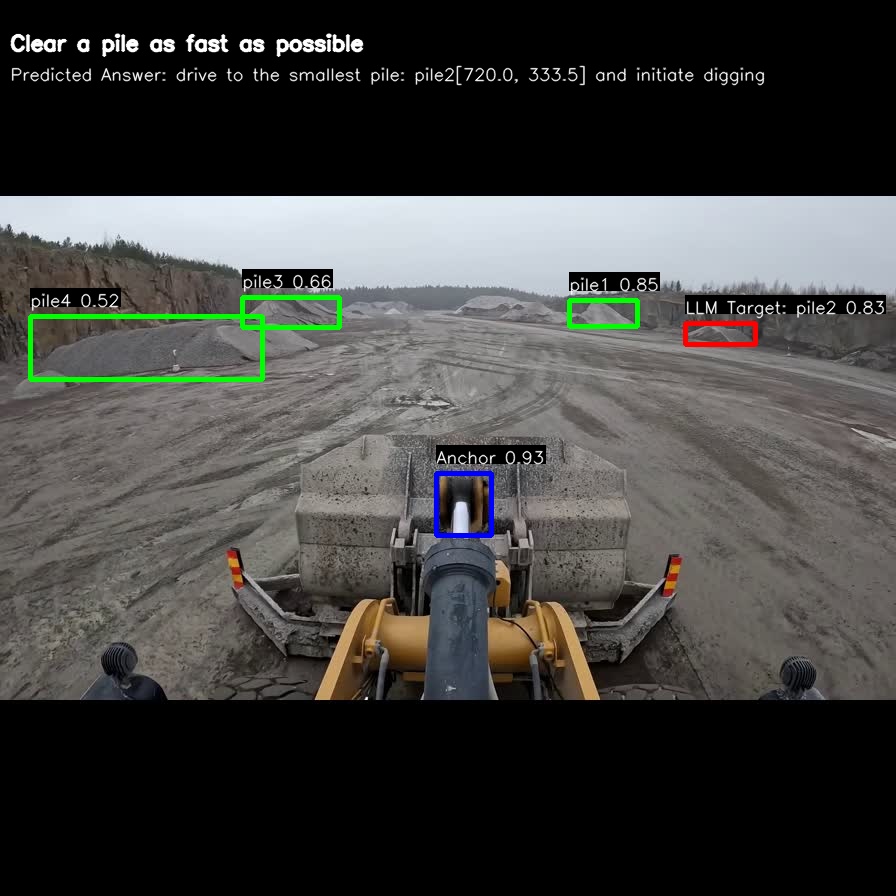 Clear a pile as fast as possible
Predicted Answer: drive to the smallest pile: pile2[720.0, 333.5] and initiate digging
pile3 0.66
pile1 0.85
pile4 0.52
LLM Target: pile2 0.83
Anchor 0.93